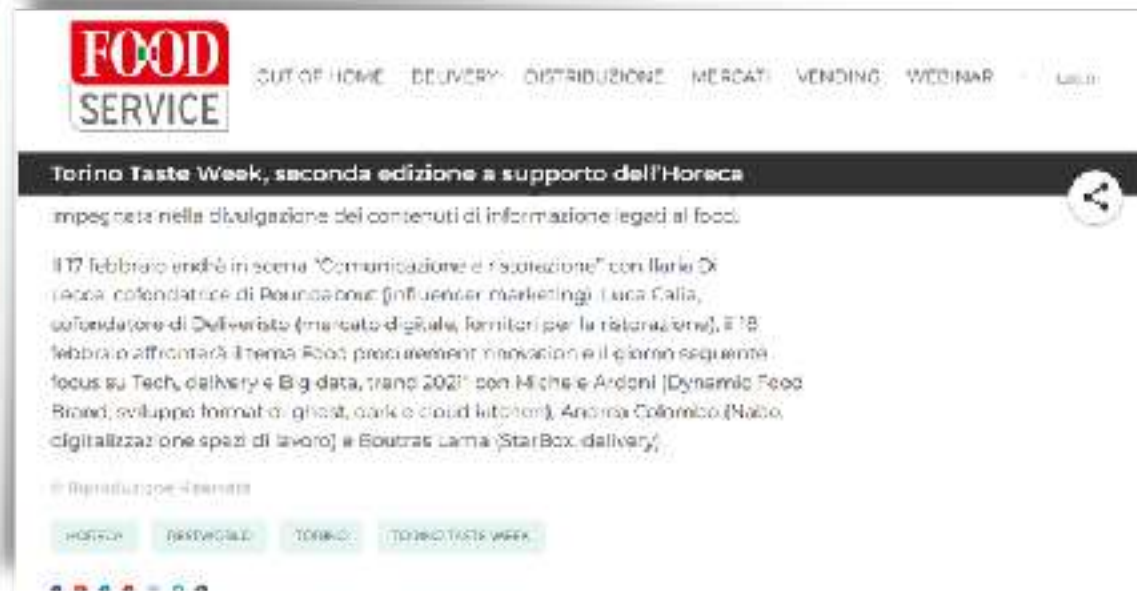 FOOD
SERVICE
OUT OF HOME DELIVERY DISTRIBUZIONE MERCATI VENDING WEBINAR
Torino Taste Week, seconda edizione a supporto dell'Horeca
impegnata nella divulgazione dei contenuti di informazione legati al food.
Il 17 febbraio andrà in scena "Comunicazione e ristorazione" con Ilaria Di
Lecce, cofondatrice di Roundabout (influencer marketing). Luca Calia,
cofondatore di Deliveristo (mercato digitale, fornitori per la ristorazione), il 18
febbraio affronterà il tema Food procurement innovation e il giorno seguente
focus su Tech, delivery e Big data, trend 2021" con Michele Ardoni (Dynamic Food
Brand, sviluppo format di ghost, dark e cloud kitchen), Andrea Colombo (Nabo,
digitalizzazione spazi di lavoro) e Boutras Lama (StarBox, delivery).
© Riproduzione riservata
HORECA RESTWORLD TORINO TORINO TASTE WEEK